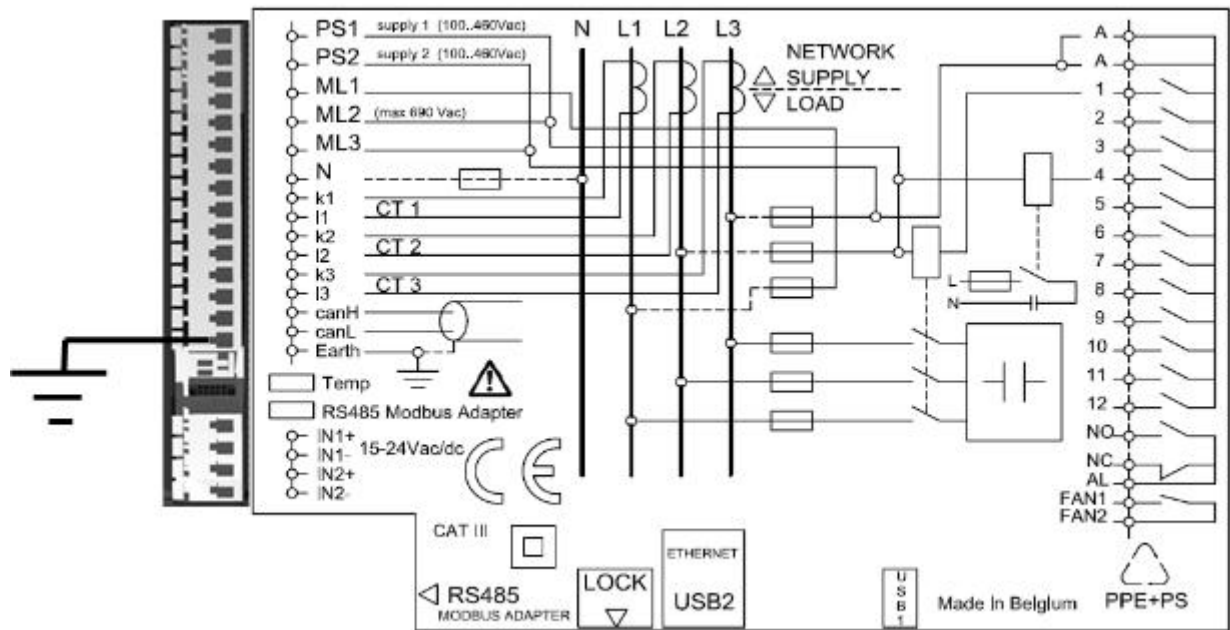 PS1 supply 1 (100..460Vac)
PS2 supply 2 (100..460Vac)
ML1
ML2 (max 690 Vac)
ML3
N
k1
l1 CT 1
k2
l2 CT 2
k3
l3 CT 3
canH
canL
Earth
Temp
RS485 Modbus Adapter
IN1+
IN1- 15-24Vac/dc
IN2+
IN2-
CE
N L1 L2 L3
NETWORK
SUPPLY
LOAD
L
N
A
A
1
2
3
4
5
6
7
8
9
10
11
12
NO
NC
AL
FAN1
FAN2
CAT III
RS485
MODBUS ADAPTER
LOCK
ETHERNET
USB2
USB1
Made In Belgium
PPE+PS